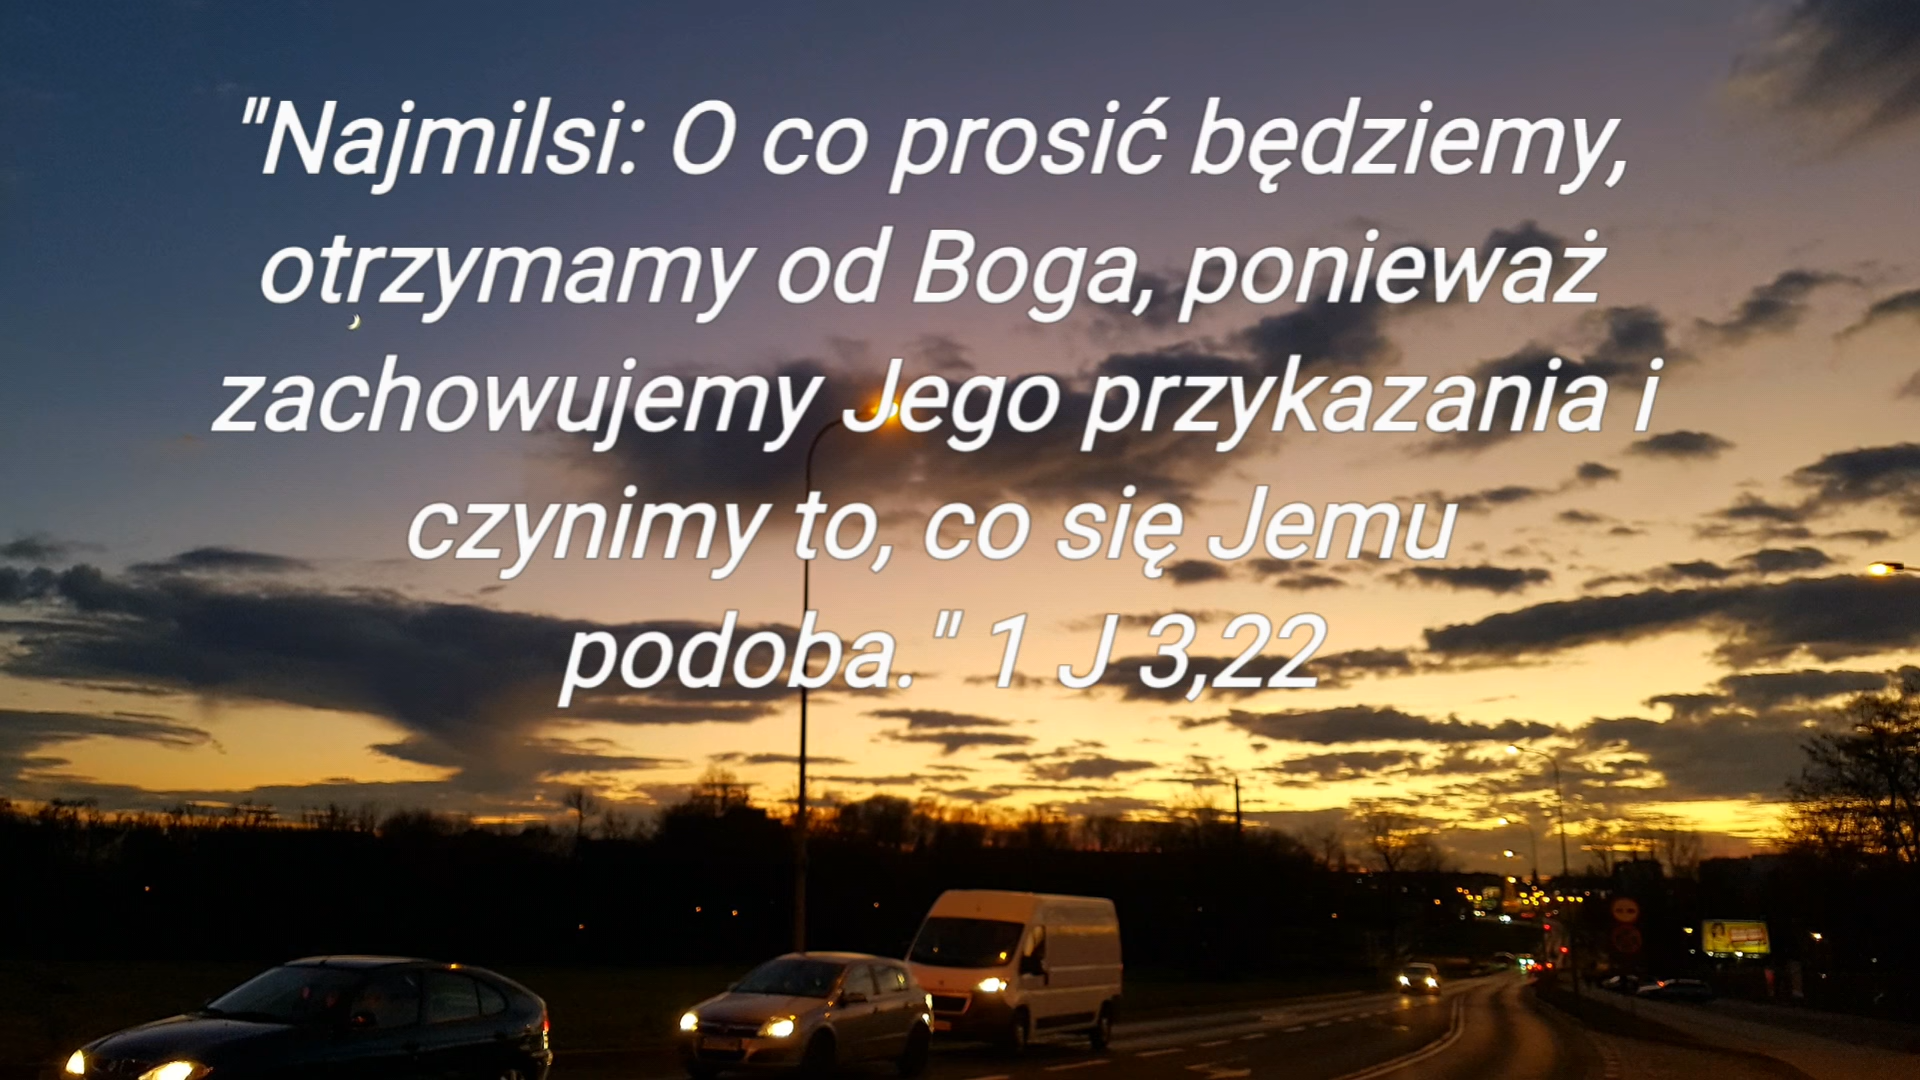 "Najmilsi: O co prosić będziemy,
otrzymamy od Boga, ponieważ
zachowujemy Jego przykazania i
czynimy to, co się Jemu
podoba." 1 J 3,22